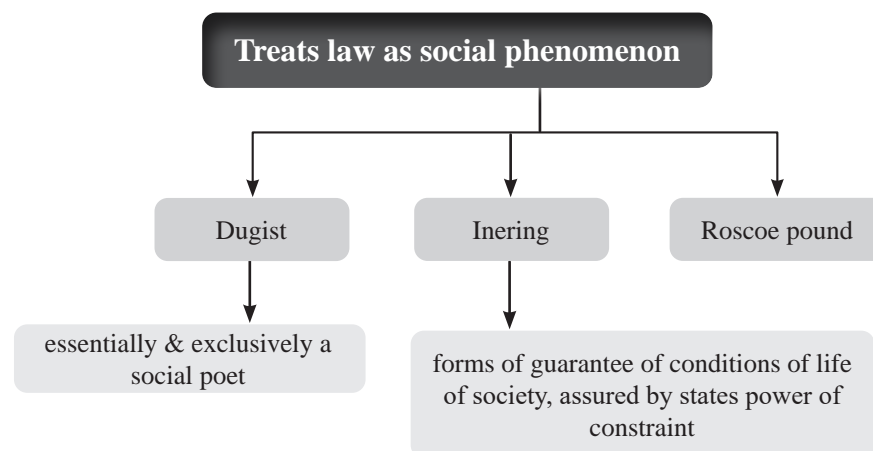 Treats law as social phenomenon
Dugist
Inering
Roscoe pound
essentially & exclusively a
social poet
forms of guarantee of conditions of life
of society, assured by states power of
constraint